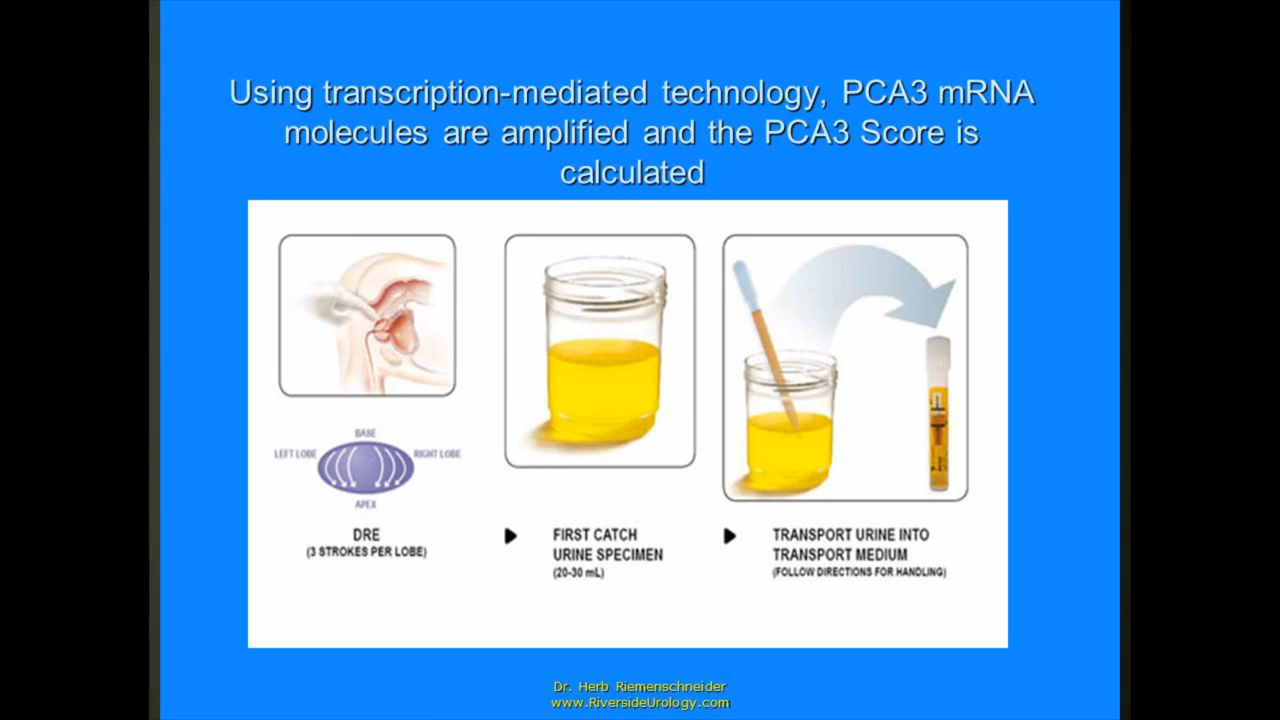 Using transcription-mediated technology, PCA3 mRNA
molecules are amplified and the PCA3 Score is
calculated
BASE
LEFT LOBE
RIGHT LOBE
APEX
DRE
(3 STROKES PER LOBE)
FIRST CATCH
URINE SPECIMEN
(20-30 mL)
TRANSPORT URINE INTO
TRANSPORT MEDIUM
(FOLLOW DIRECTIONS FOR HANDLING)
Dr. Herb Riemenschneider
www.RiversideUrology.com